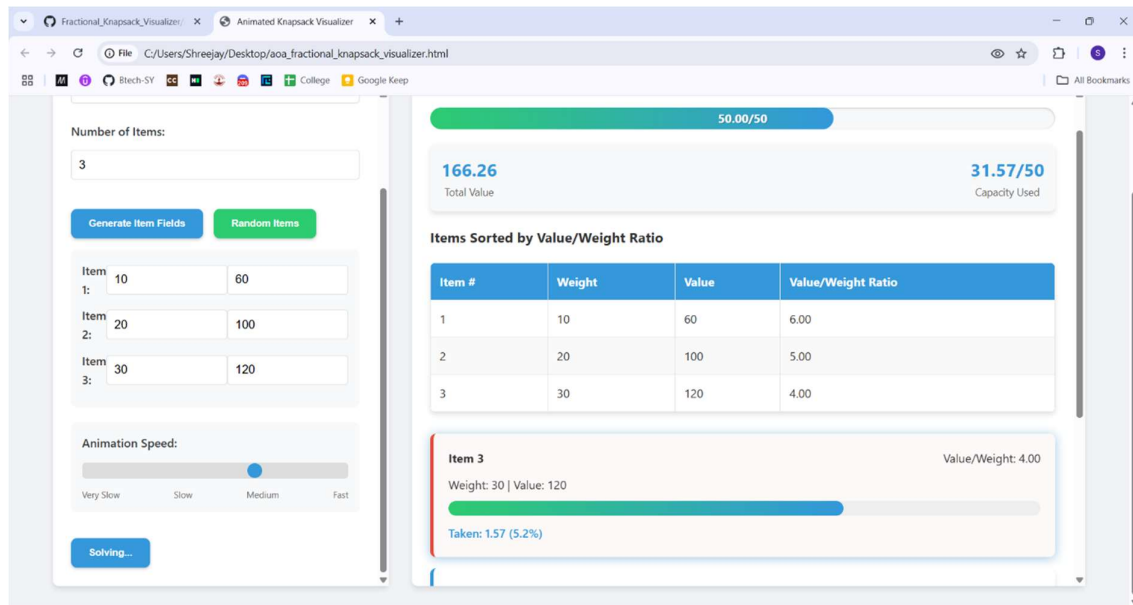 Fractional_Knapsack_Visualizer/ Animated Knapsack Visualizer
File C:/Users/Shreejay/Desktop/aoa_fractional_knapsack_visualizer.html S
Btech-SY CC College Google Keep All Bookmarks
Number of Items:
3
Generate Item Fields Random Items
Item 1: 10 60
Item 2: 20 100
Item 3: 30 120
Animation Speed:
Very Slow Slow Medium Fast
Solving...
50.00/50
166.26 31.57/50
Total Value Capacity Used
Items Sorted by Value/Weight Ratio
Item # Weight Value Value/Weight Ratio
1 10 60 6.00
2 20 100 5.00
3 30 120 4.00
Item 3 Value/Weight: 4.00
Weight: 30 | Value: 120
Taken: 1.57 (5.2%)